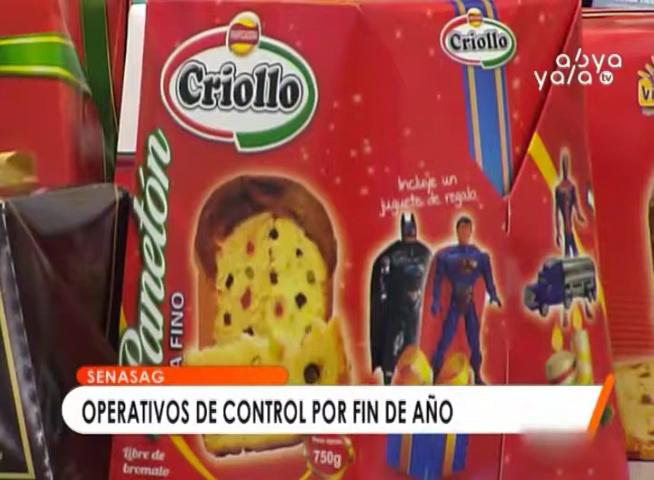 Criollo
Criollo
abya
yala tv
Panetón
A FINO
Incluye un
juguete de regalo
SENASAG
OPERATIVOS DE CONTROL POR FIN DE AÑO
Libre de
bromato
750g